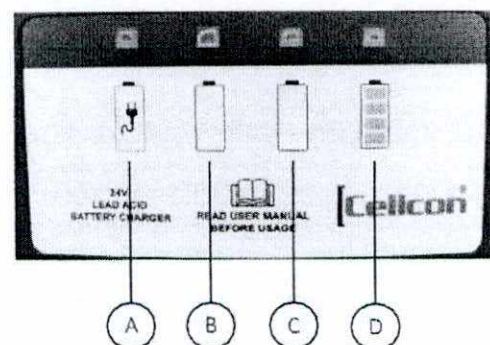 24V
LEAD ACID
BATTERY CHARGER
READ USER MANUAL
BEFORE USAGE
Cellcon
A B C D